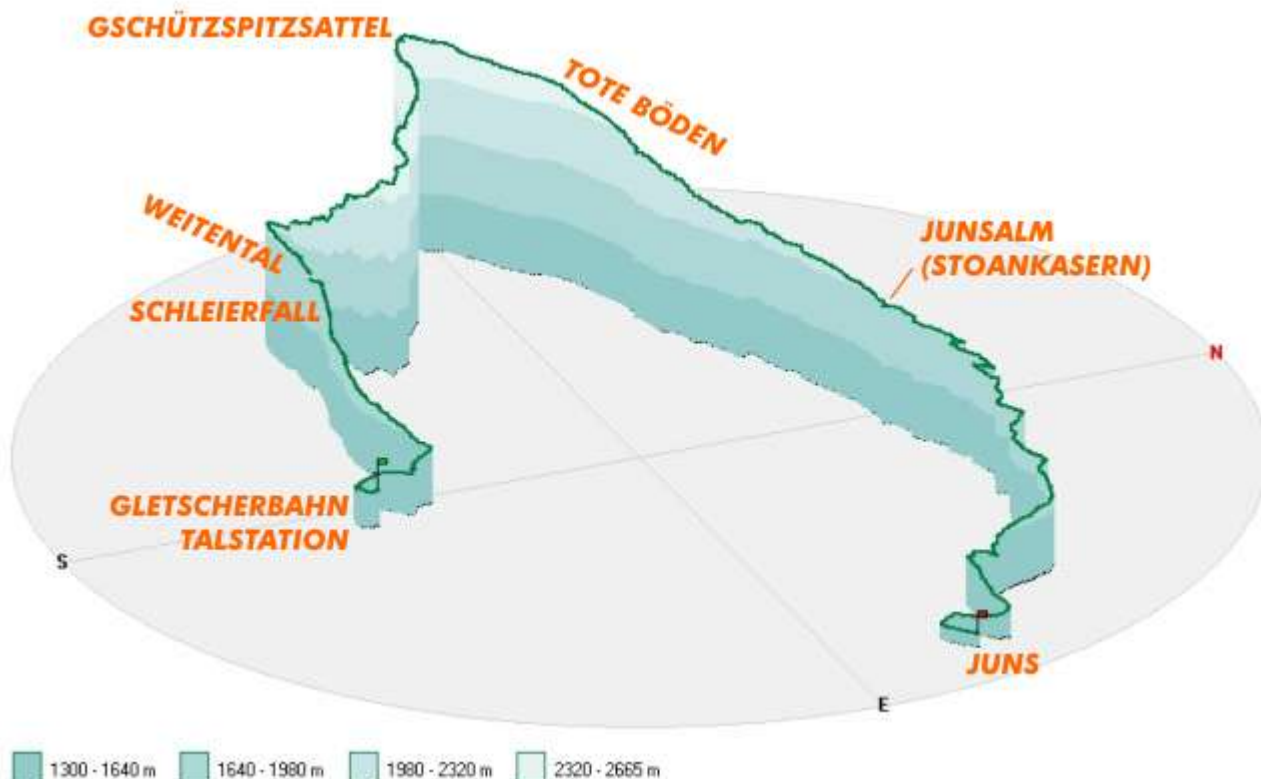 GSCHÜTZSPITZSATTEL
TOTE BÖDEN
WEITENTAL
JUNSALM
(STOANKASERN)
SCHLEIERFALL
N
GLETSCHERBAHN
TALSTATION
S
JUNS
E
1300 - 1640 m
1640 - 1980 m
1980 - 2320 m
2320 - 2665 m